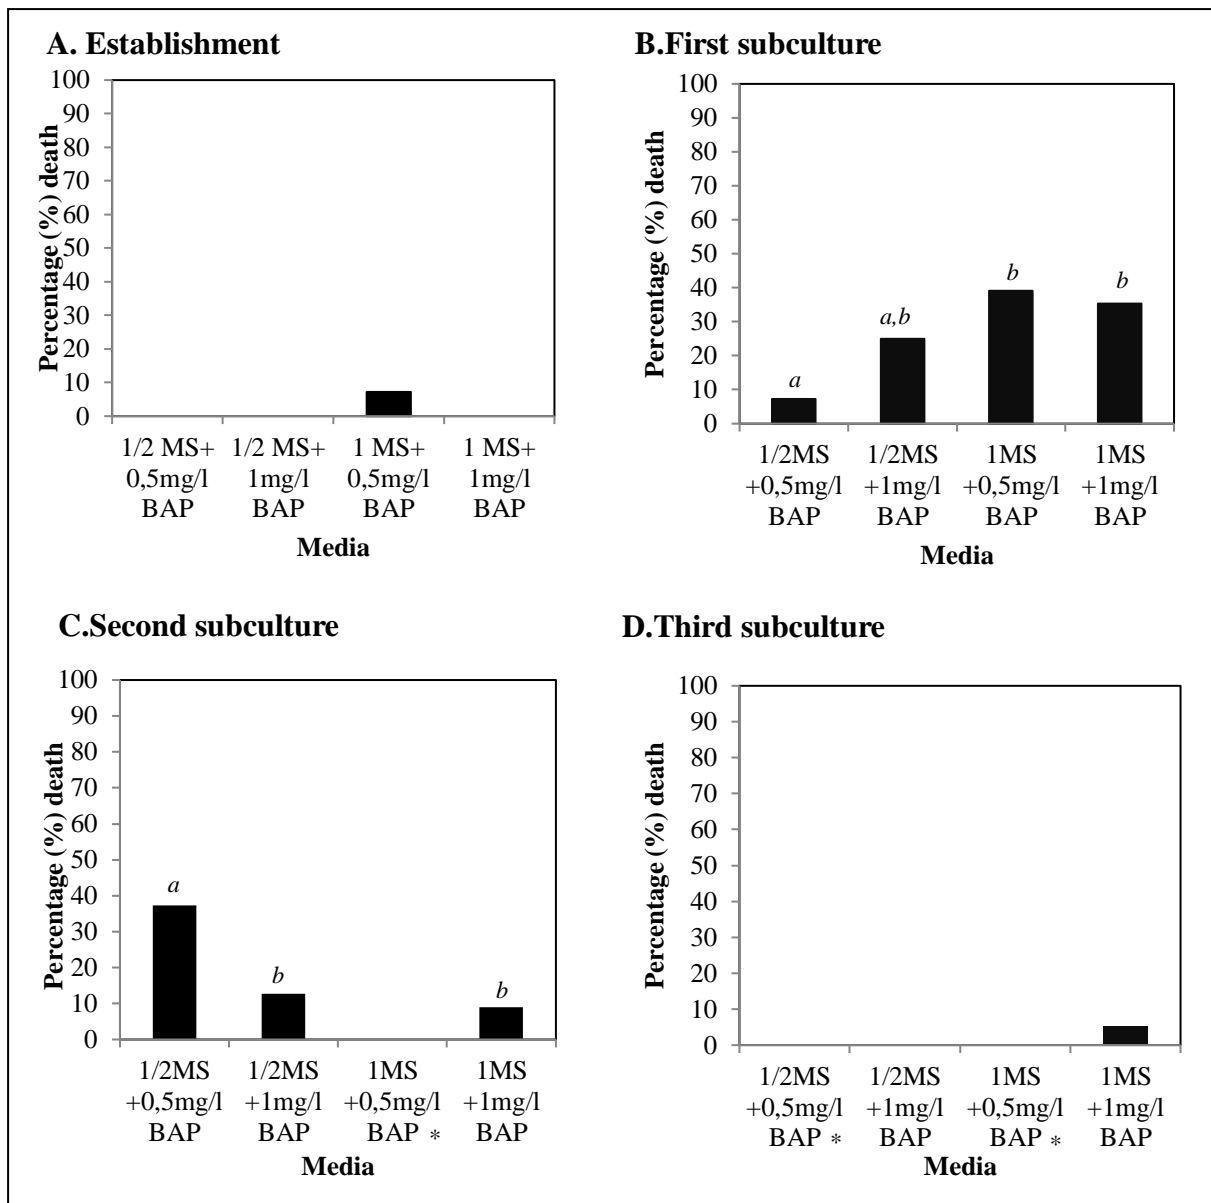 A. Establishment
Percentage (%) death
100
90
80
70
60
50
40
30
20
10
0
1/2 MS+ 1/2 MS+ 1 MS+ 1 MS+
0,5mg/l 1mg/l 0,5mg/l 1mg/l
BAP BAP BAP BAP
Media
B.First subculture
Percentage (%) death
100
90
80
70
60
50
40
30
20
10
0
a
a,b
b
b
1/2MS 1/2MS 1MS 1MS
+0,5mg/l +1mg/l +0,5mg/l +1mg/l
BAP BAP BAP BAP
Media
C.Second subculture
Percentage (%) death
100
90
80
70
60
50
40
30
20
10
0
a
b
b
1/2MS 1/2MS 1MS 1MS
+0,5mg/l +1mg/l +0,5mg/l +1mg/l
BAP BAP BAP * BAP
Media
D.Third subculture
Percentage (%) death
100
90
80
70
60
50
40
30
20
10
0
1/2MS 1/2MS 1MS 1MS
+0,5mg/l +1mg/l +0,5mg/l +1mg/l
BAP * BAP BAP * BAP
Media